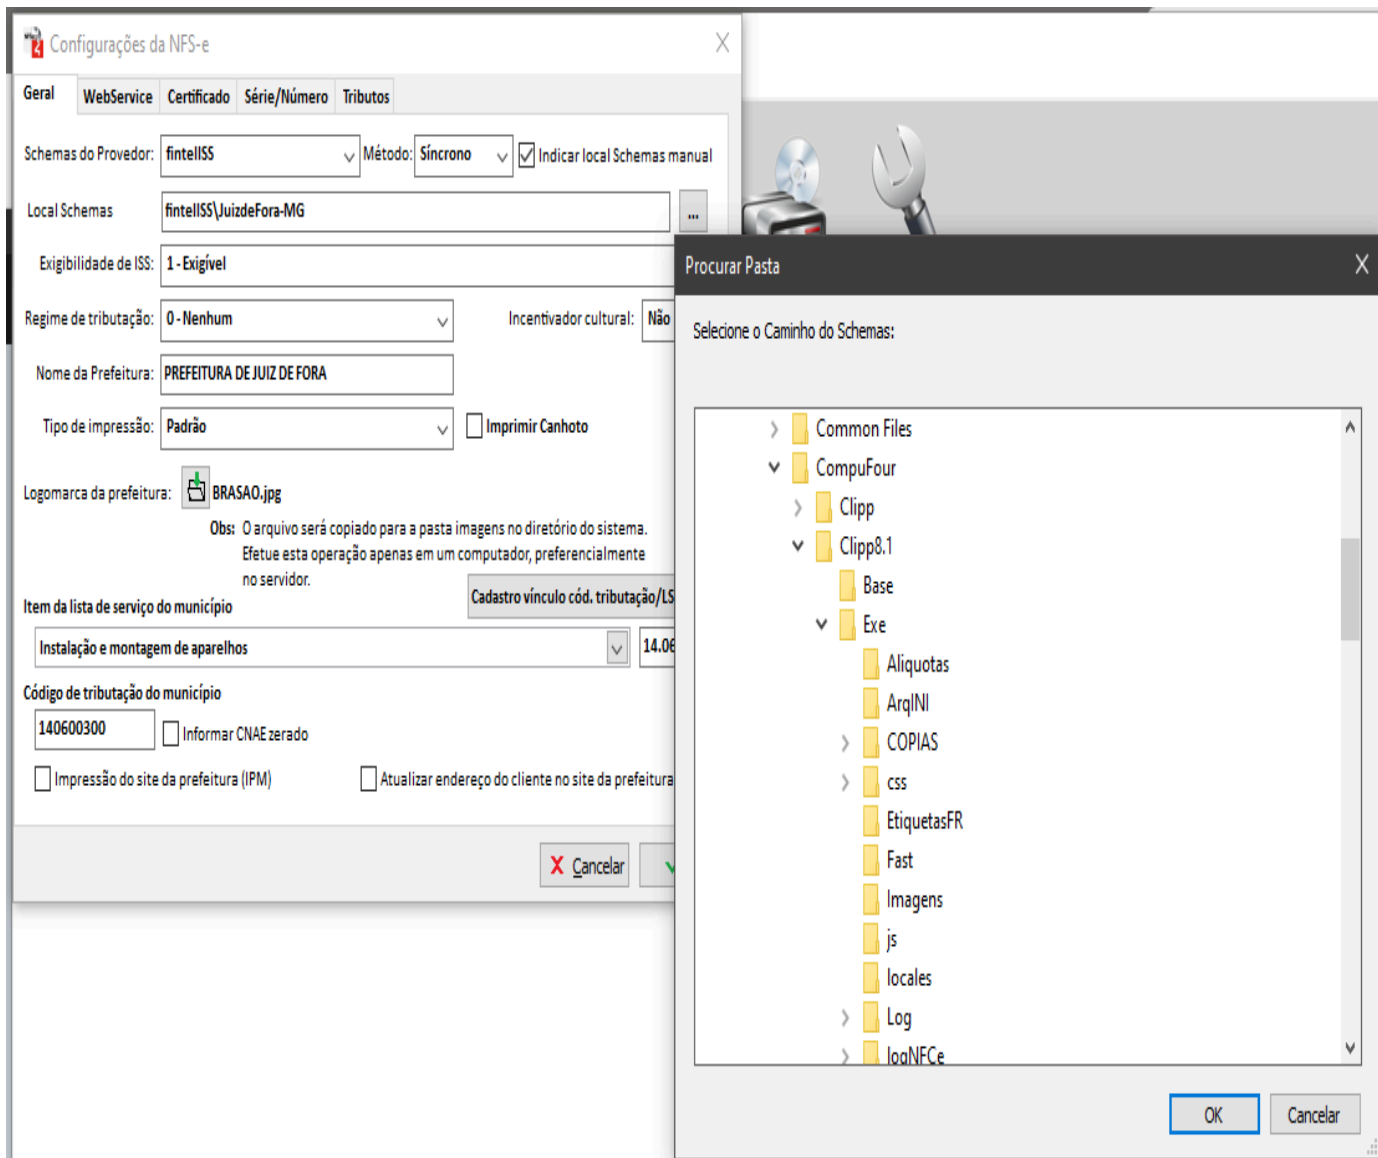 Configurações da NFS-e
Geral WebService Certificado Série/Número Tributos
Schemas do Provedor: fintelISS Método: Síncrono Indicar local Schemas manual
Local Schemas fintelISS\JuizdeFora-MG ...
Exigibilidade de ISS: 1 - Exigível
Regime de tributação: 0 - Nenhum Incentivador cultural: Não
Nome da Prefeitura: PREFEITURA DE JUIZ DE FORA
Tipo de impressão: Padrão Imprimir Canhoto
Logomarca da prefeitura: BRASAO.jpg
Obs: O arquivo será copiado para a pasta imagens no diretório do sistema.
Efetue esta operação apenas em um computador, preferencialmente
no servidor.
Cadastro vínculo cód. tributação/LS
Item da lista de serviço do município
Instalação e montagem de aparelhos 14.06
Código de tributação do município
140600300 Informar CNAE zerado
Impressão do site da prefeitura (IPM) Atualizar endereço do cliente no site da prefeitura
Cancelar
Procurar Pasta
Selecione o Caminho do Schemas:
Common Files
CompuFour
Clipp
Clipp8.1
Base
Exe
Aliquotas
ArqINI
COPIAS
css
EtiquetasFR
Fast
Imagens
js
locales
Log
logNFCe
OK Cancelar